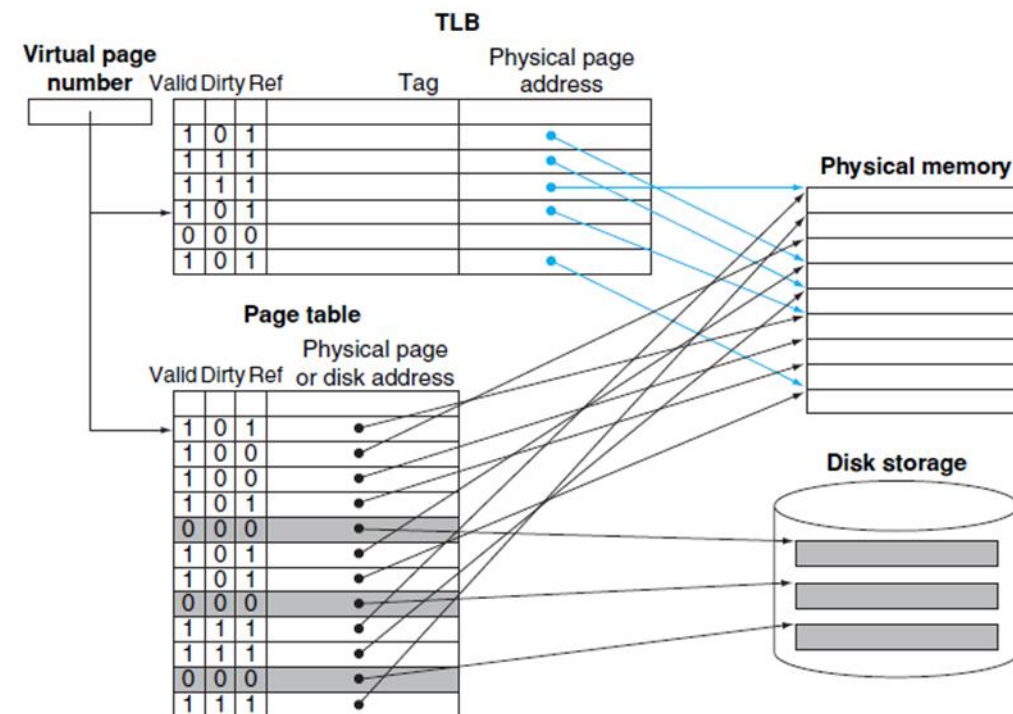 TLB
Virtual page
number
Valid Dirty Ref
Tag
Physical page
address
1 0 1
1 1 1
1 1 1
1 0 1
0 0 0
1 0 1
Physical memory
Page table
Physical page
or disk address
Valid Dirty Ref
1 0 1
1 0 0
1 0 0
1 0 1
0 0 0
1 0 1
1 0 1
0 0 0
1 1 1
1 1 1
0 0 0
1 1 1
Disk storage